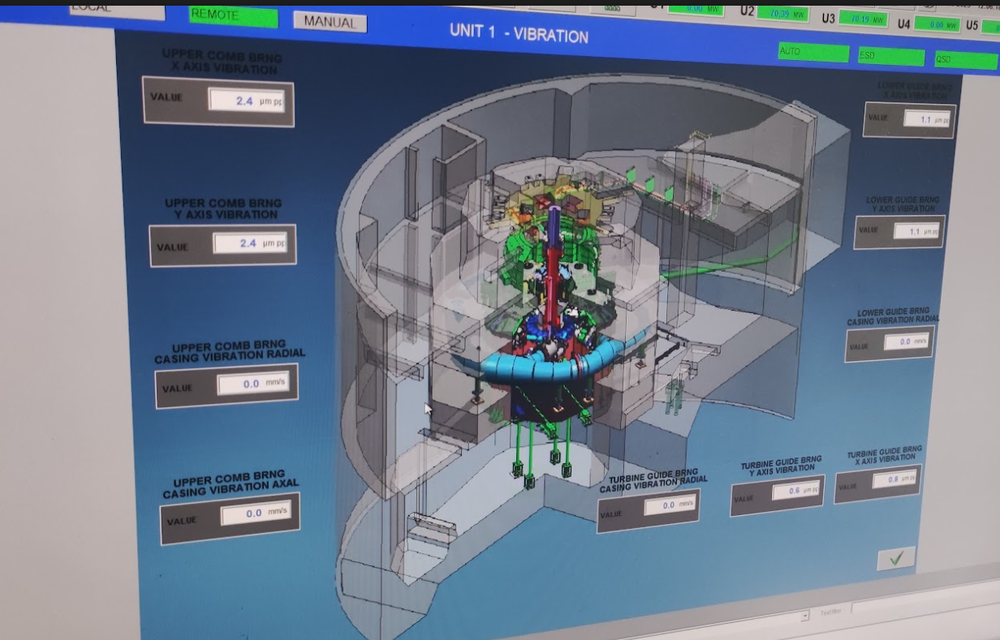 LOCAL
REMOTE
MANUAL
UNIT 1 - VIBRATION
0.00 MW
U2 70.39 MW
U3 70.19 MW
U4 0.00 MW
U5
AUTO
ESD
QSD
UPPER COMB BRNG
X AXIS VIBRATION
VALUE 2.4 µm pp
UPPER COMB BRNG
Y AXIS VIBRATION
VALUE 2.4 µm pp
UPPER COMB BRNG
CASING VIBRATION RADIAL
VALUE 0.0 mm/s
UPPER COMB BRNG
CASING VIBRATION AXAL
VALUE 0.0 mm/s
LOWER GUIDE BRNG
X AXIS VIBRATION
VALUE 1.1 µm pp
LOWER GUIDE BRNG
Y AXIS VIBRATION
VALUE 1.1 µm pp
LOWER GUIDE BRNG
CASING VIBRATION RADIAL
VALUE 0.0 mm/s
TURBINE GUIDE BRNG
CASING VIBRATION RADIAL
VALUE 0.0 mm/s
TURBINE GUIDE BRNG
Y AXIS VIBRATION
VALUE 0.6 µm pp
TURBINE GUIDE BRNG
X AXIS VIBRATION
VALUE 0.8 µm pp